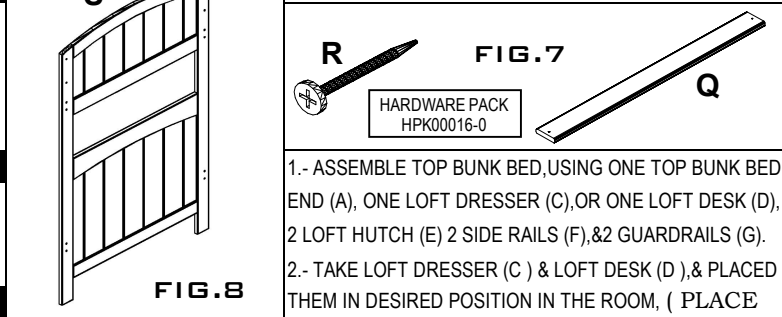 R
FIG.7
Q
HARDWARE PACK
HPK00016-0
FIG.8
1.- ASSEMBLE TOP BUNK BED,USING ONE TOP BUNK BED
END (A), ONE LOFT DRESSER (C),OR ONE LOFT DESK (D),
2 LOFT HUTCH (E) 2 SIDE RAILS (F),&2 GUARDRAILS (G).
2.- TAKE LOFT DRESSER (C ) & LOFT DESK (D ),& PLACED
THEM IN DESIRED POSITION IN THE ROOM, ( PLACE